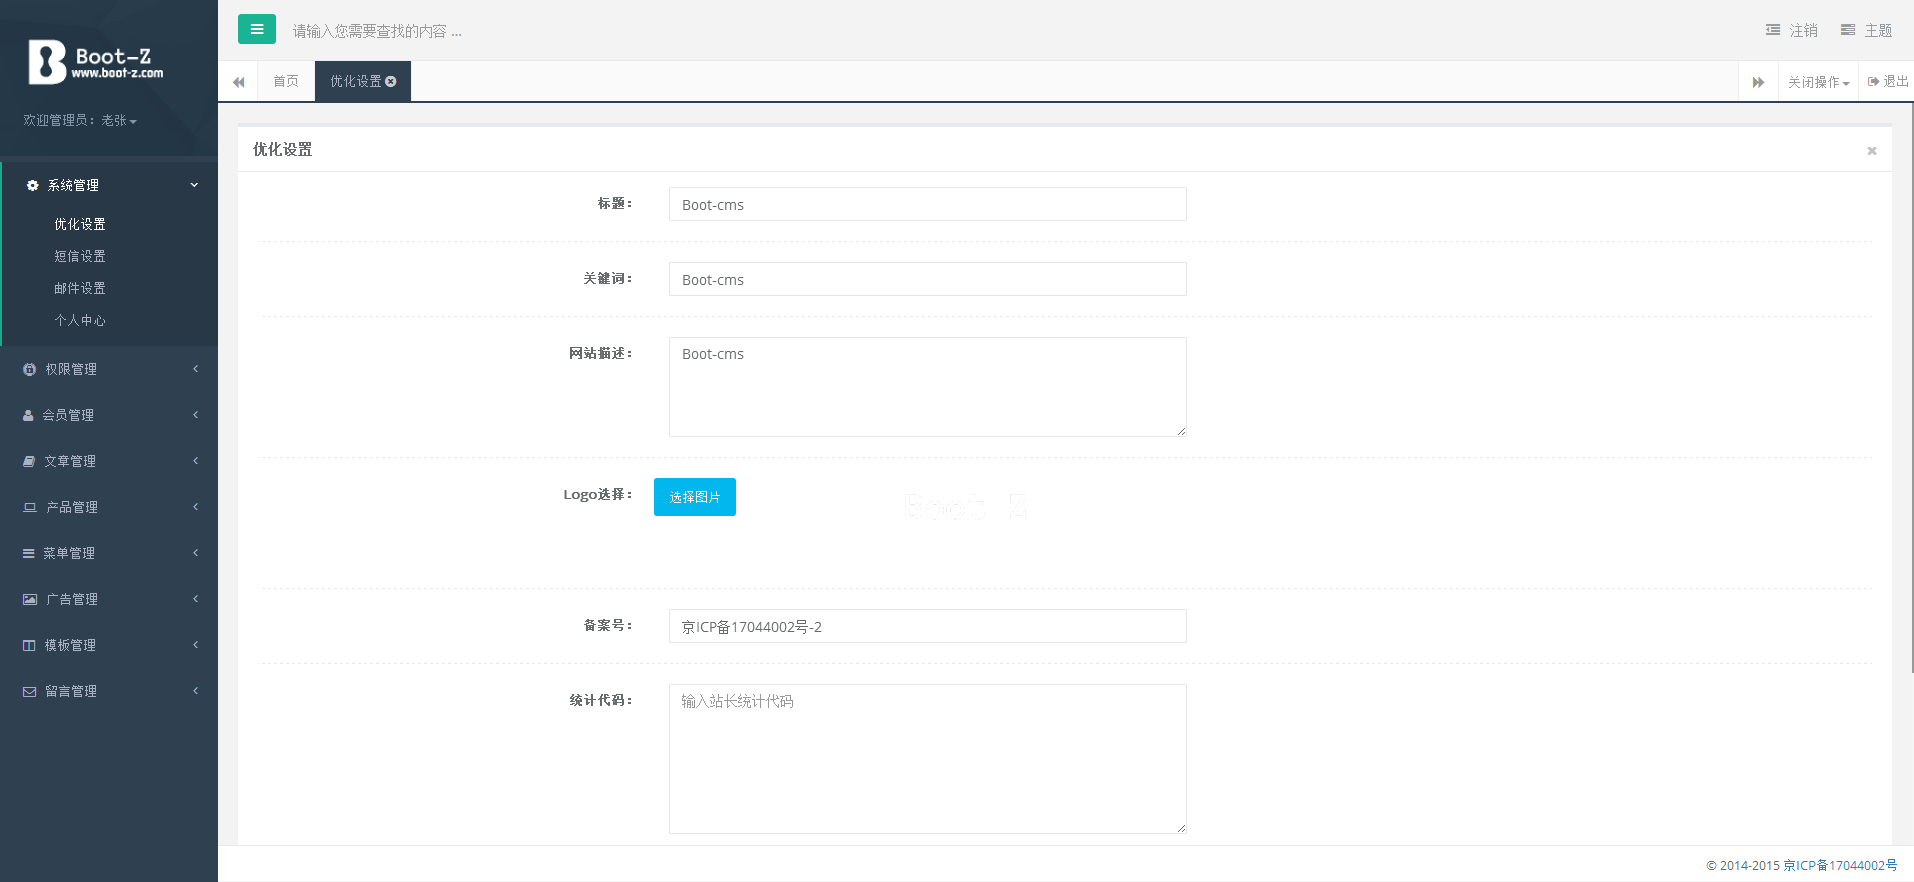 Boot-Z
www.boot-z.com
欢迎管理员：老张
系统管理
优化设置
短信设置
邮件设置
个人中心
权限管理
会员管理
文章管理
产品管理
菜单管理
广告管理
模板管理
留言管理
请输入您需要查找的内容 ...
注销
主题
首页
优化设置
关闭操作
退出
优化设置
标题：
Boot-cms
关键词：
Boot-cms
网站描述：
Boot-cms
Logo选择：
选择图片
Boot Z
备案号：
京ICP备17044002号-2
统计代码：
输入站长统计代码
© 2014-2015 京ICP备17044002号